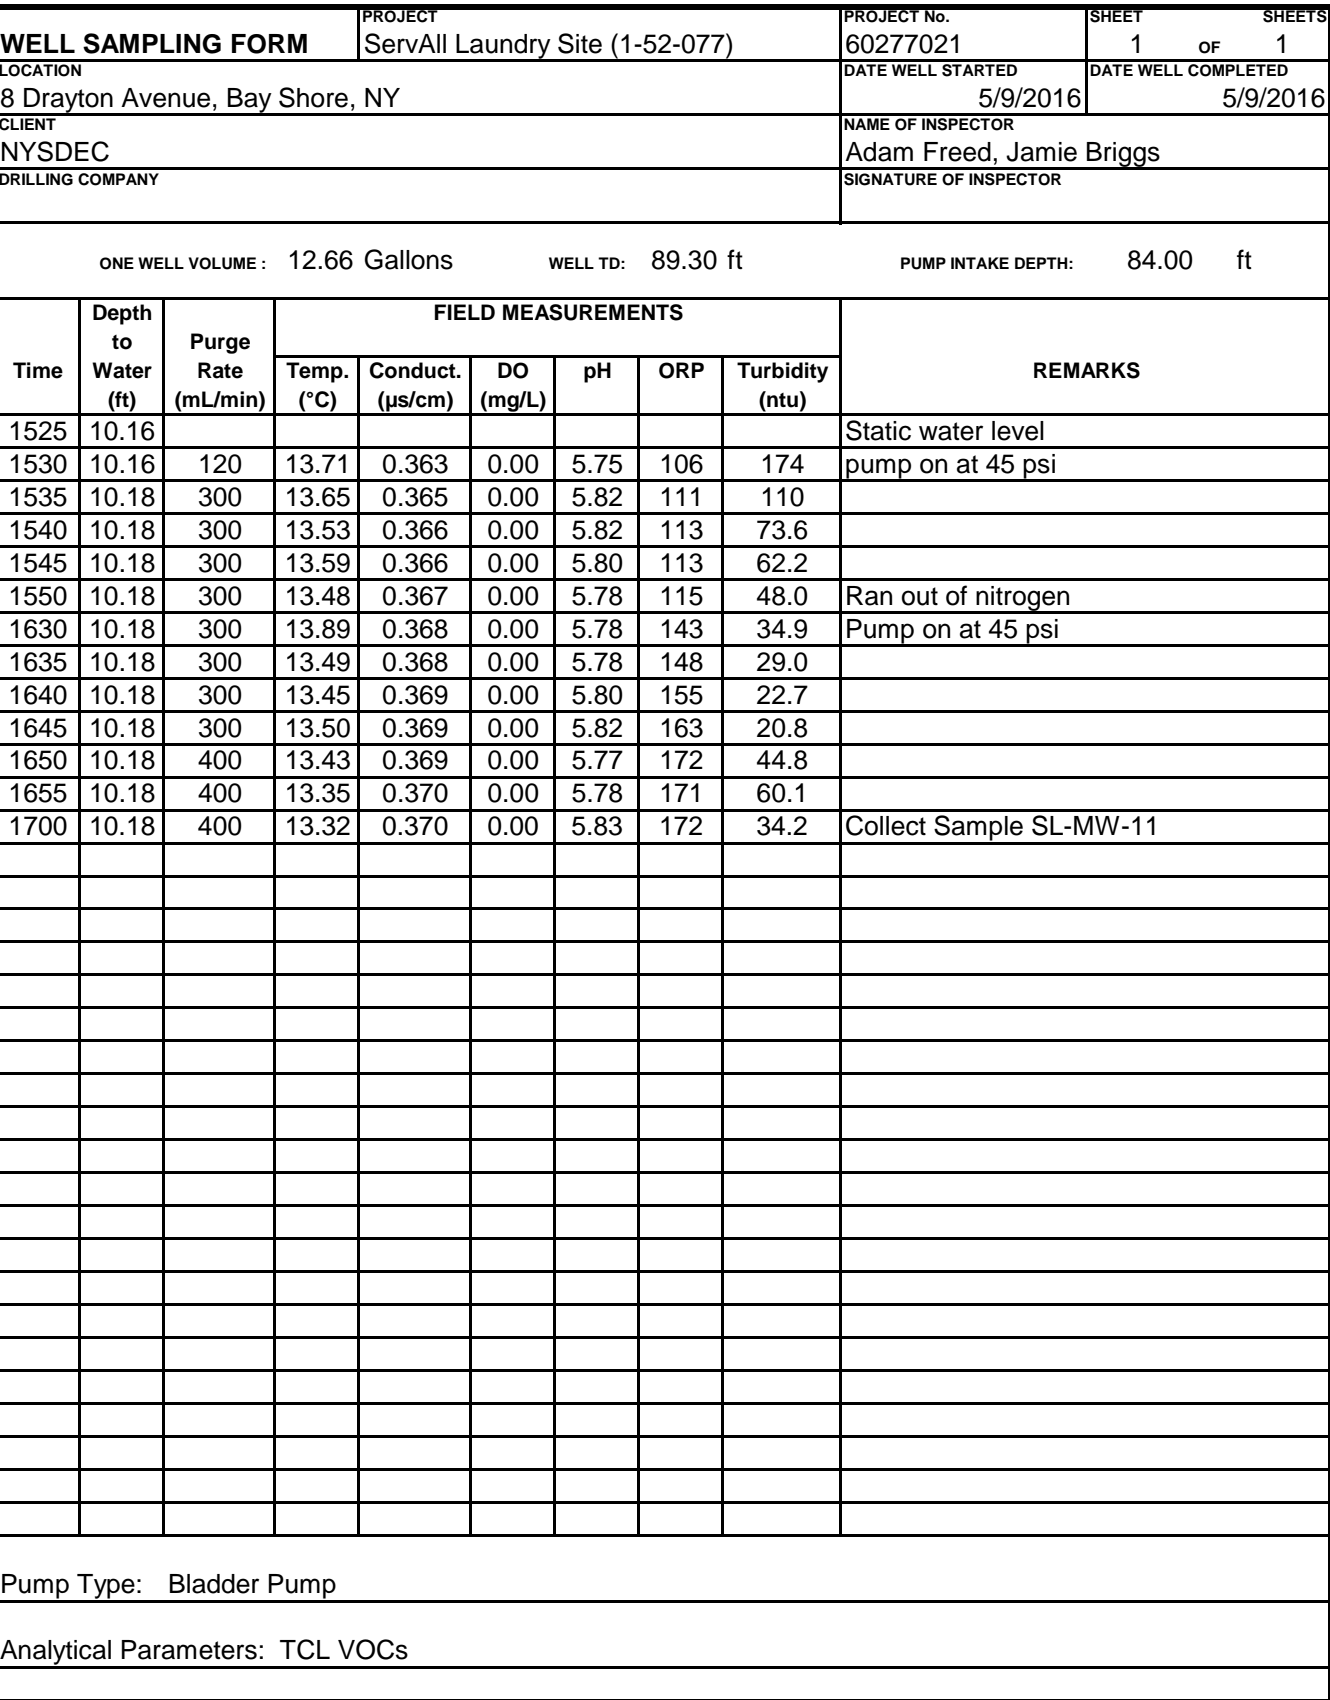 WELL SAMPLING FORM
PROJECT
ServAll Laundry Site (1-52-077)
PROJECT No.
60277021
SHEET SHEETS
1 OF 1
LOCATION
8 Drayton Avenue, Bay Shore, NY
DATE WELL STARTED
5/9/2016
DATE WELL COMPLETED
5/9/2016
CLIENT
NYSDEC
NAME OF INSPECTOR
Adam Freed, Jamie Briggs
DRILLING COMPANY
SIGNATURE OF INSPECTOR
ONE WELL VOLUME : 12.66 Gallons WELL TD: 89.30 ft PUMP INTAKE DEPTH: 84.00 ft
Depth FIELD MEASUREMENTS
to Purge
Time Water Rate Temp. Conduct. DO pH ORP Turbidity REMARKS
(ft) (mL/min) (°C) (µs/cm) (mg/L) (ntu)
1525 10.16 Static water level
1530 10.16 120 13.71 0.363 0.00 5.75 106 174 pump on at 45 psi
1535 10.18 300 13.65 0.365 0.00 5.82 111 110
1540 10.18 300 13.53 0.366 0.00 5.82 113 73.6
1545 10.18 300 13.59 0.366 0.00 5.80 113 62.2
1550 10.18 300 13.48 0.367 0.00 5.78 115 48.0 Ran out of nitrogen
1630 10.18 300 13.89 0.368 0.00 5.78 143 34.9 Pump on at 45 psi
1635 10.18 300 13.49 0.368 0.00 5.78 148 29.0
1640 10.18 300 13.45 0.369 0.00 5.80 155 22.7
1645 10.18 300 13.50 0.369 0.00 5.82 163 20.8
1650 10.18 400 13.43 0.369 0.00 5.77 172 44.8
1655 10.18 400 13.35 0.370 0.00 5.78 171 60.1
1700 10.18 400 13.32 0.370 0.00 5.83 172 34.2 Collect Sample SL-MW-11
Pump Type: Bladder Pump
Analytical Parameters: TCL VOCs